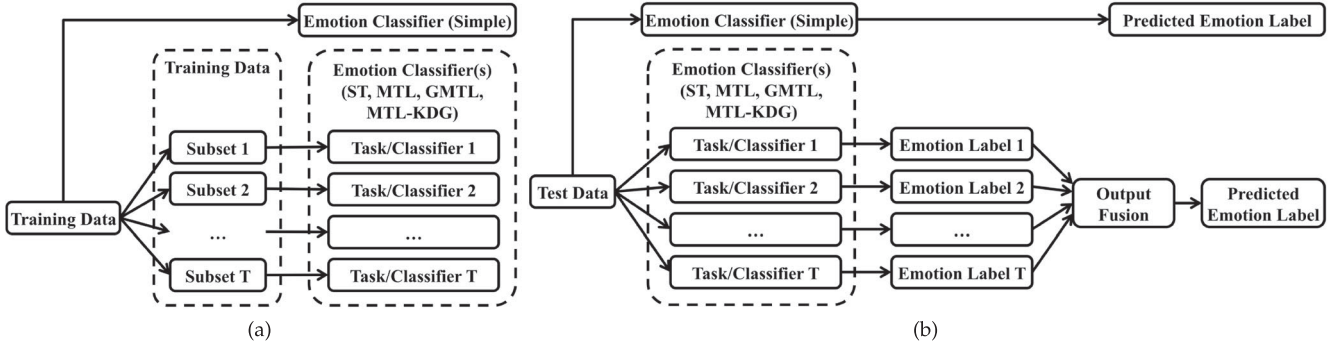 Emotion Classifier (Simple)
Training Data
Emotion Classifier(s)
(ST, MTL, GMTL,
MTL-KDG)
Subset 1
Task/Classifier 1
Subset 2
Task/Classifier 2
Training Data
...
...
Subset T
Task/Classifier T
(a)
Emotion Classifier (Simple)
Predicted Emotion Label
Emotion Classifier(s)
(ST, MTL, GMTL,
MTL-KDG)
Task/Classifier 1
Emotion Label 1
Test Data
Task/Classifier 2
Emotion Label 2
...
...
Task/Classifier T
Emotion Label T
Output
Fusion
Predicted
Emotion Label
(b)